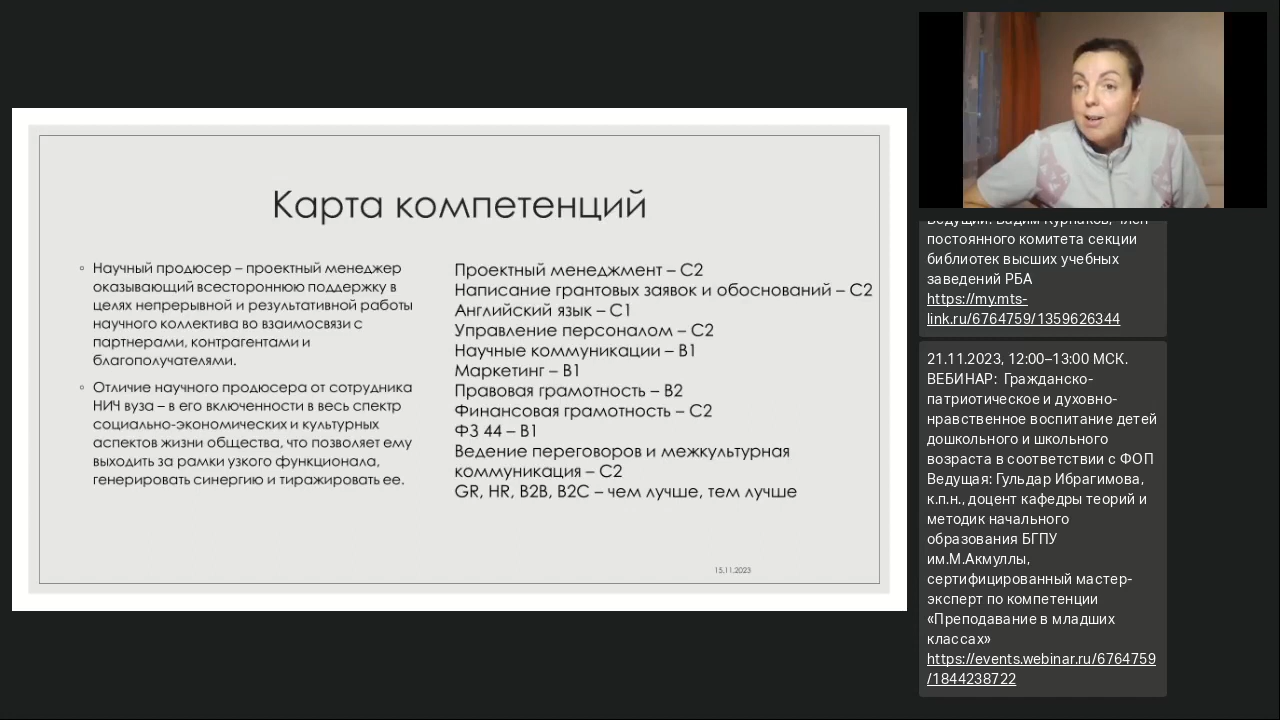 Карта компетенций
◦ Научный продюсер – проектный менеджер
оказывающий всестороннюю поддержку в
целях непрерывной и результативной работы
научного коллектива во взаимосвязи с
партнерами, контрагентами и
благополучателями.
◦ Отличие научного продюсера от сотрудника
НИЧ вуза – в его включенности в весь спектр
социально-экономических и культурных
аспектов жизни общества, что позволяет ему
выходить за рамки узкого функционала,
генерировать синергию и тиражировать ее.
Проектный менеджмент – С2
Написание грантовых заявок и обоснований – С2
Английский язык – С1
Управление персоналом – С2
Научные коммуникации – В1
Маркетинг – В1
Правовая грамотность – В2
Финансовая грамотность – С2
ФЗ 44 – В1
Ведение переговоров и межкультурная
коммуникация – С2
GR, HR, B2B, B2C – чем лучше, тем лучше
15.11.2023
Ведущий: Вадим Курпаков, член
постоянного комитета секции
библиотек высших учебных
заведений РБА
https://my.mts-
link.ru/6764759/1359626344
21.11.2023, 12:00–13:00 МСК.
ВЕБИНАР: Гражданско-
патриотическое и духовно-
нравственное воспитание детей
дошкольного и школьного
возраста в соответствии с ФОП
Ведущая: Гульдар Ибрагимова,
к.п.н., доцент кафедры теорий и
методик начального
образования БГПУ
им.М.Акмуллы,
сертифицированный мастер-
эксперт по компетенции
«Преподавание в младших
классах»
https://events.webinar.ru/6764759
/1844238722